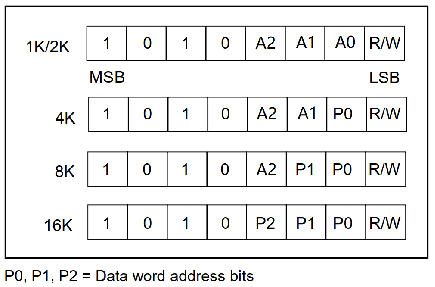 1K/2K 1 0 1 0 A2 A1 A0 R/W
MSB LSB
4K 1 0 1 0 A2 A1 P0 R/W
8K 1 0 1 0 A2 P1 P0 R/W
16K 1 0 1 0 P2 P1 P0 R/W
P0, P1, P2 = Data word address bits